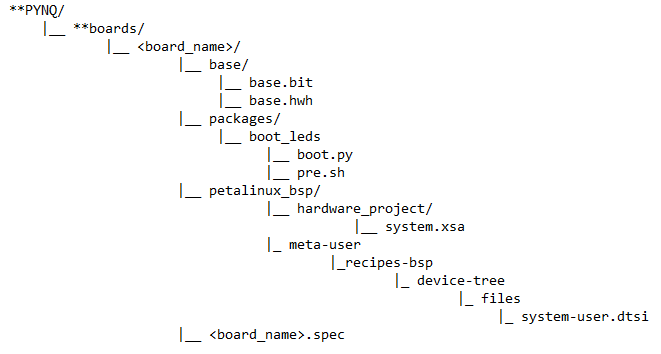 **PYNQ/
|__ **boards/
|__ <board_name>/
|__ base/
|__ base.bit
|__ base.hwh
|__ packages/
|__ boot_leds
|__ boot.py
|__ pre.sh
|__ petalinux_bsp/
|__ hardware_project/
|__ system.xsa
|_ meta-user
|_recipes-bsp
|_ device-tree
|_ files
|_ system-user.dtsi
|__ <board_name>.spec